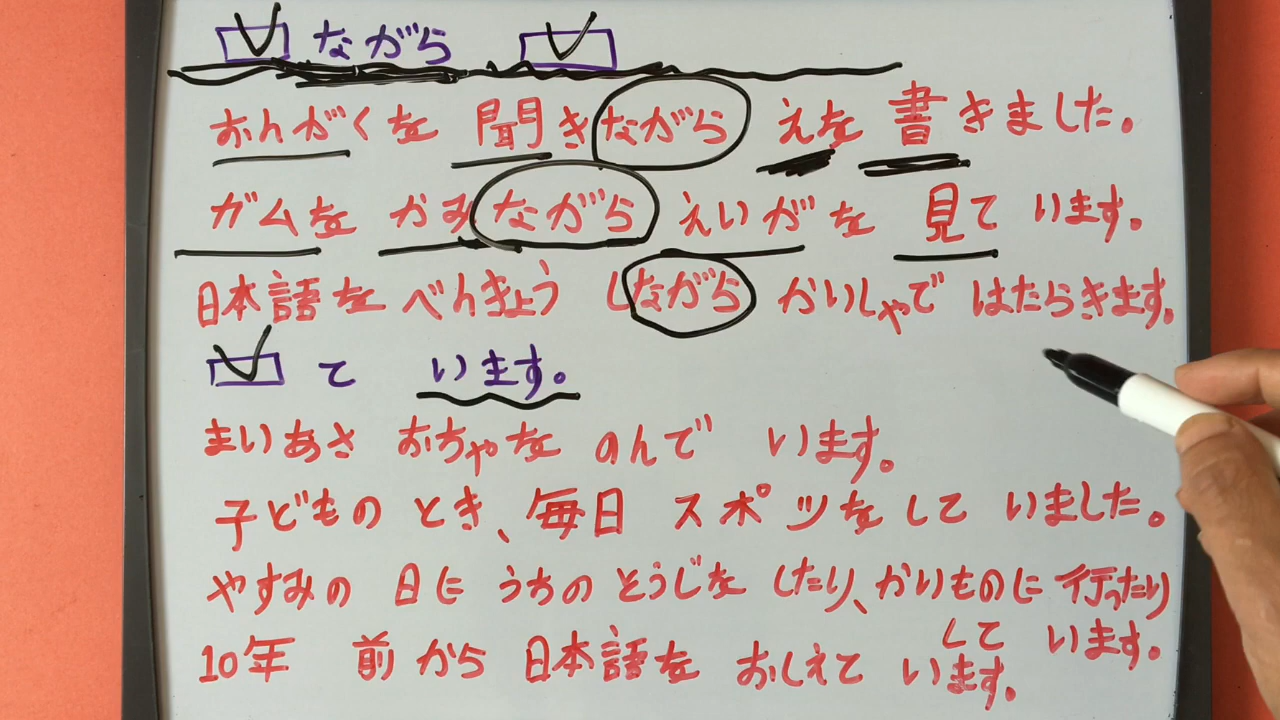 V ながら V
おんがくを 聞きながら えを 書きました。
ガムを かみながら えいがを 見て います。
日本語を べんきょう しながら かいしゃで はたらきます。
V て います。
まいあさ おちゃを のんで います。
子どもの とき、毎日 スポーツを して いました。
やすみの 日に うちの そうじを したり、かいものに 行ったり
して います。
10年 前から 日本語を おしえて います。